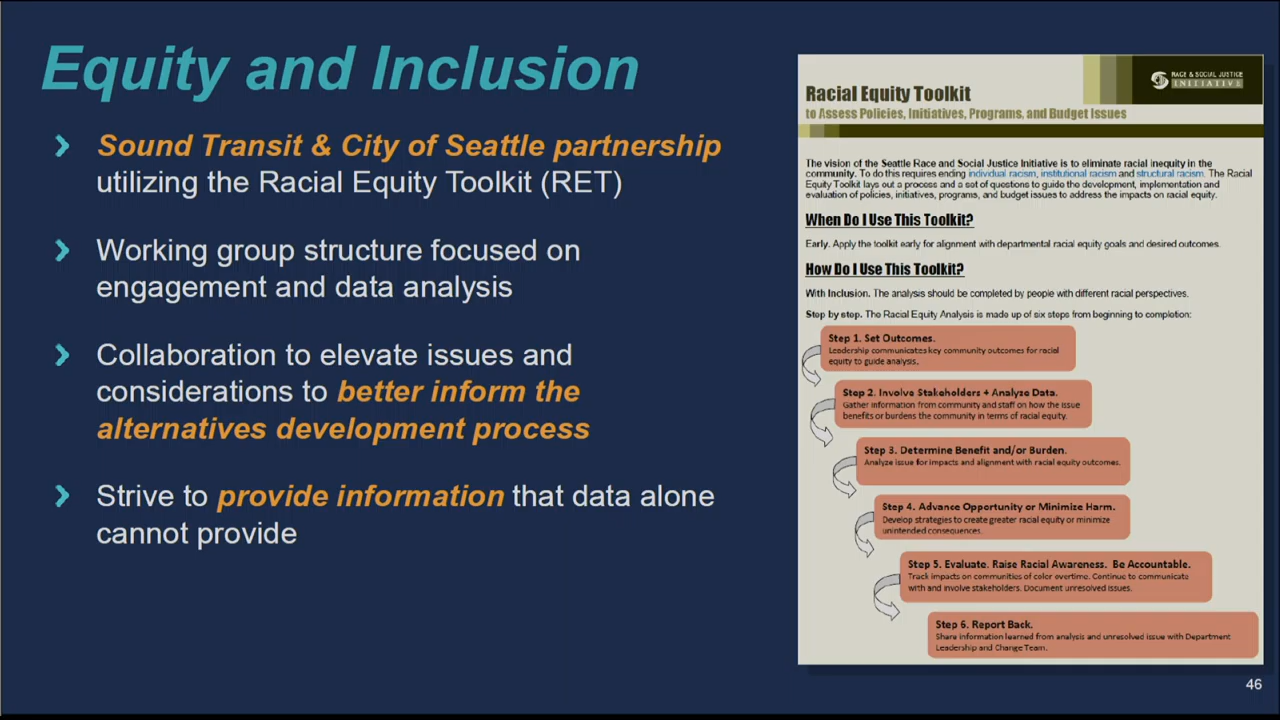 Equity and Inclusion
Sound Transit & City of Seattle partnership
utilizing the Racial Equity Toolkit (RET)
Working group structure focused on
engagement and data analysis
Collaboration to elevate issues and
considerations to better inform the
alternatives development process
Strive to provide information that data alone
cannot provide
RACE & SOCIAL JUSTICE
INITIATIVE
Racial Equity Toolkit
to Assess Policies, Initiatives, Programs, and Budget Issues
The vision of the Seattle Race and Social Justice Initiative is to eliminate racial inequity in the
community. To do this requires ending individual racism, institutional racism and structural racism. The Racial
Equity Toolkit lays out a process and a set of questions to guide the development, implementation and
evaluation of policies, initiatives, programs, and budget issues to address the impacts on racial equity.
When Do I Use This Toolkit?
Early. Apply the toolkit early for alignment with departmental racial equity goals and desired outcomes.
How Do I Use This Toolkit?
With Inclusion. The analysis should be completed by people with different racial perspectives.
Step by step. The Racial Equity Analysis is made up of six steps from beginning to completion:
Step 1. Set Outcomes.
Leadership communicates key community outcomes for racial
equity to guide analysis.
Step 2. Involve Stakeholders + Analyze Data.
Gather information from community and staff on how the issue
benefits or burdens the community in terms of racial equity.
Step 3. Determine Benefit and/or Burden.
Analyze issue for impacts and alignment with racial equity outcomes.
Step 4. Advance Opportunity or Minimize Harm.
Develop strategies to create greater racial equity or minimize
unintended consequences.
Step 5. Evaluate. Raise Racial Awareness. Be Accountable.
Track impacts on communities of color overtime. Continue to communicate
with and involve stakeholders. Document unresolved issues.
Step 6. Report Back.
Share information learned from analysis and unresolved issue with Department
Leadership and Change Team.
46